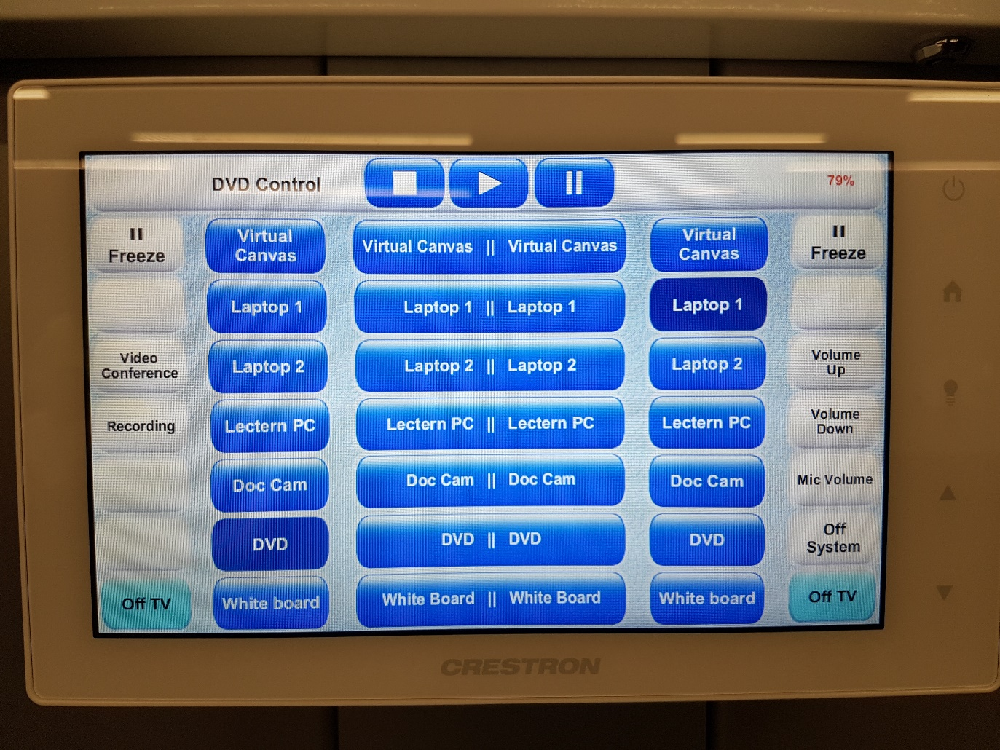 DVD Control
79%
Freeze
Virtual
Canvas
Virtual Canvas || Virtual Canvas
Virtual
Canvas
Freeze
Laptop 1
Laptop 1 || Laptop 1
Laptop 1
Video
Conference
Laptop 2
Laptop 2 || Laptop 2
Laptop 2
Volume
Up
Recording
Lectern PC
Lectern PC || Lectern PC
Lectern PC
Volume
Down
Doc Cam
Doc Cam || Doc Cam
Doc Cam
Mic Volume
DVD
DVD || DVD
DVD
Off
System
Off TV
White board
White Board || White Board
White board
Off TV
CRESTRON